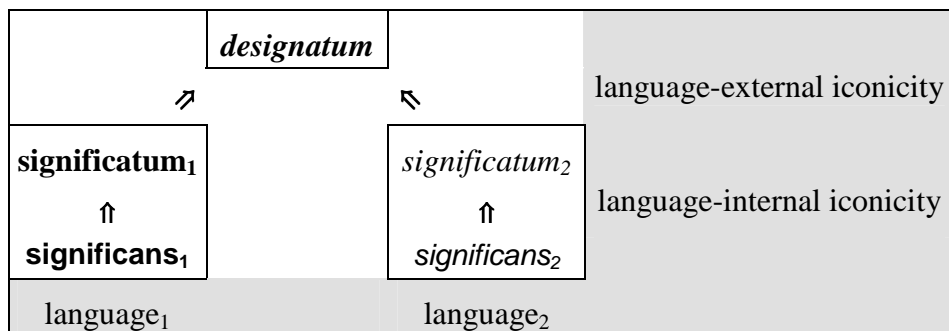 designatum
⇗ ⇖ language-external iconicity
significatum₁ significatum₂
⇑ ⇑ language-internal iconicity
significans₁ significans₂
language₁ language₂